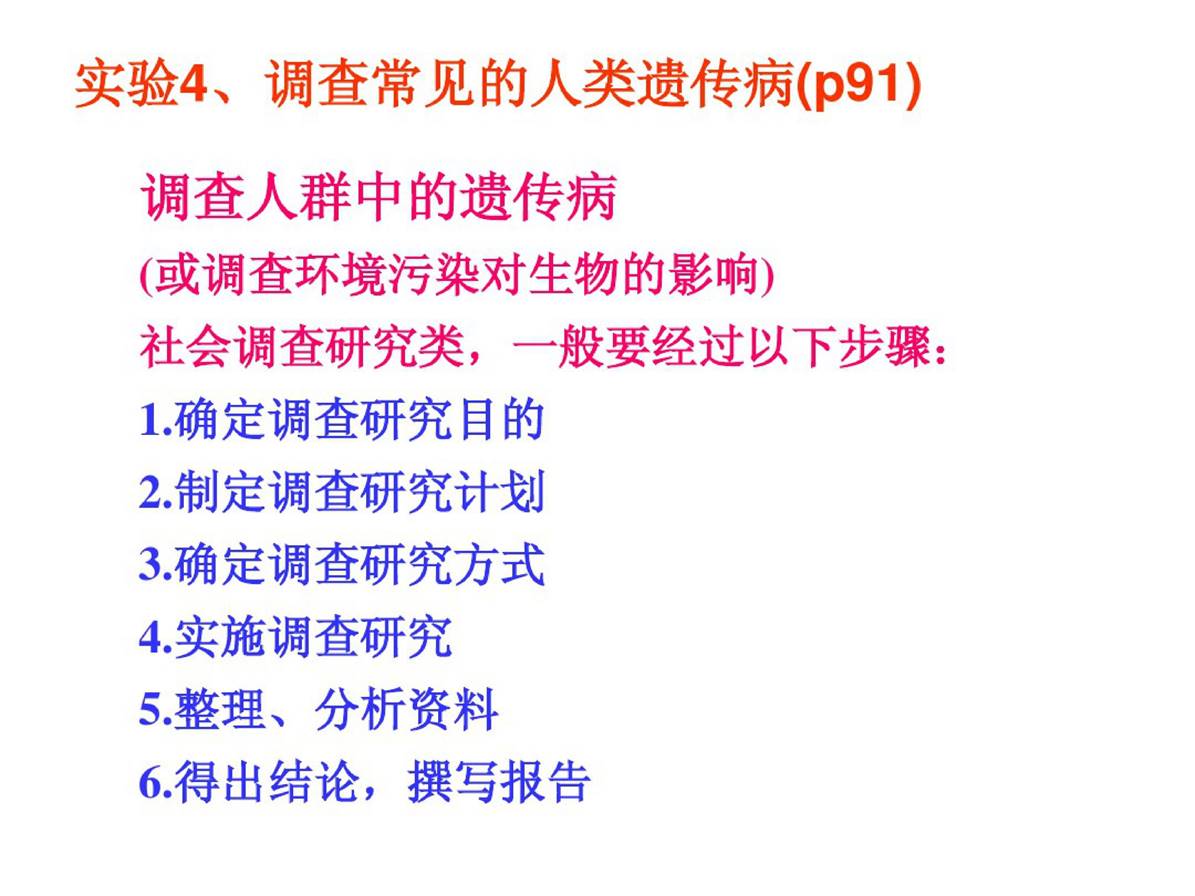 实验4、调查常见的人类遗传病(p91)
调查人群中的遗传病
(或调查环境污染对生物的影响)
社会调查研究类，一般要经过以下步骤：
1.确定调查研究目的
2.制定调查研究计划
3.确定调查研究方式
4.实施调查研究
5.整理、分析资料
6.得出结论，撰写报告